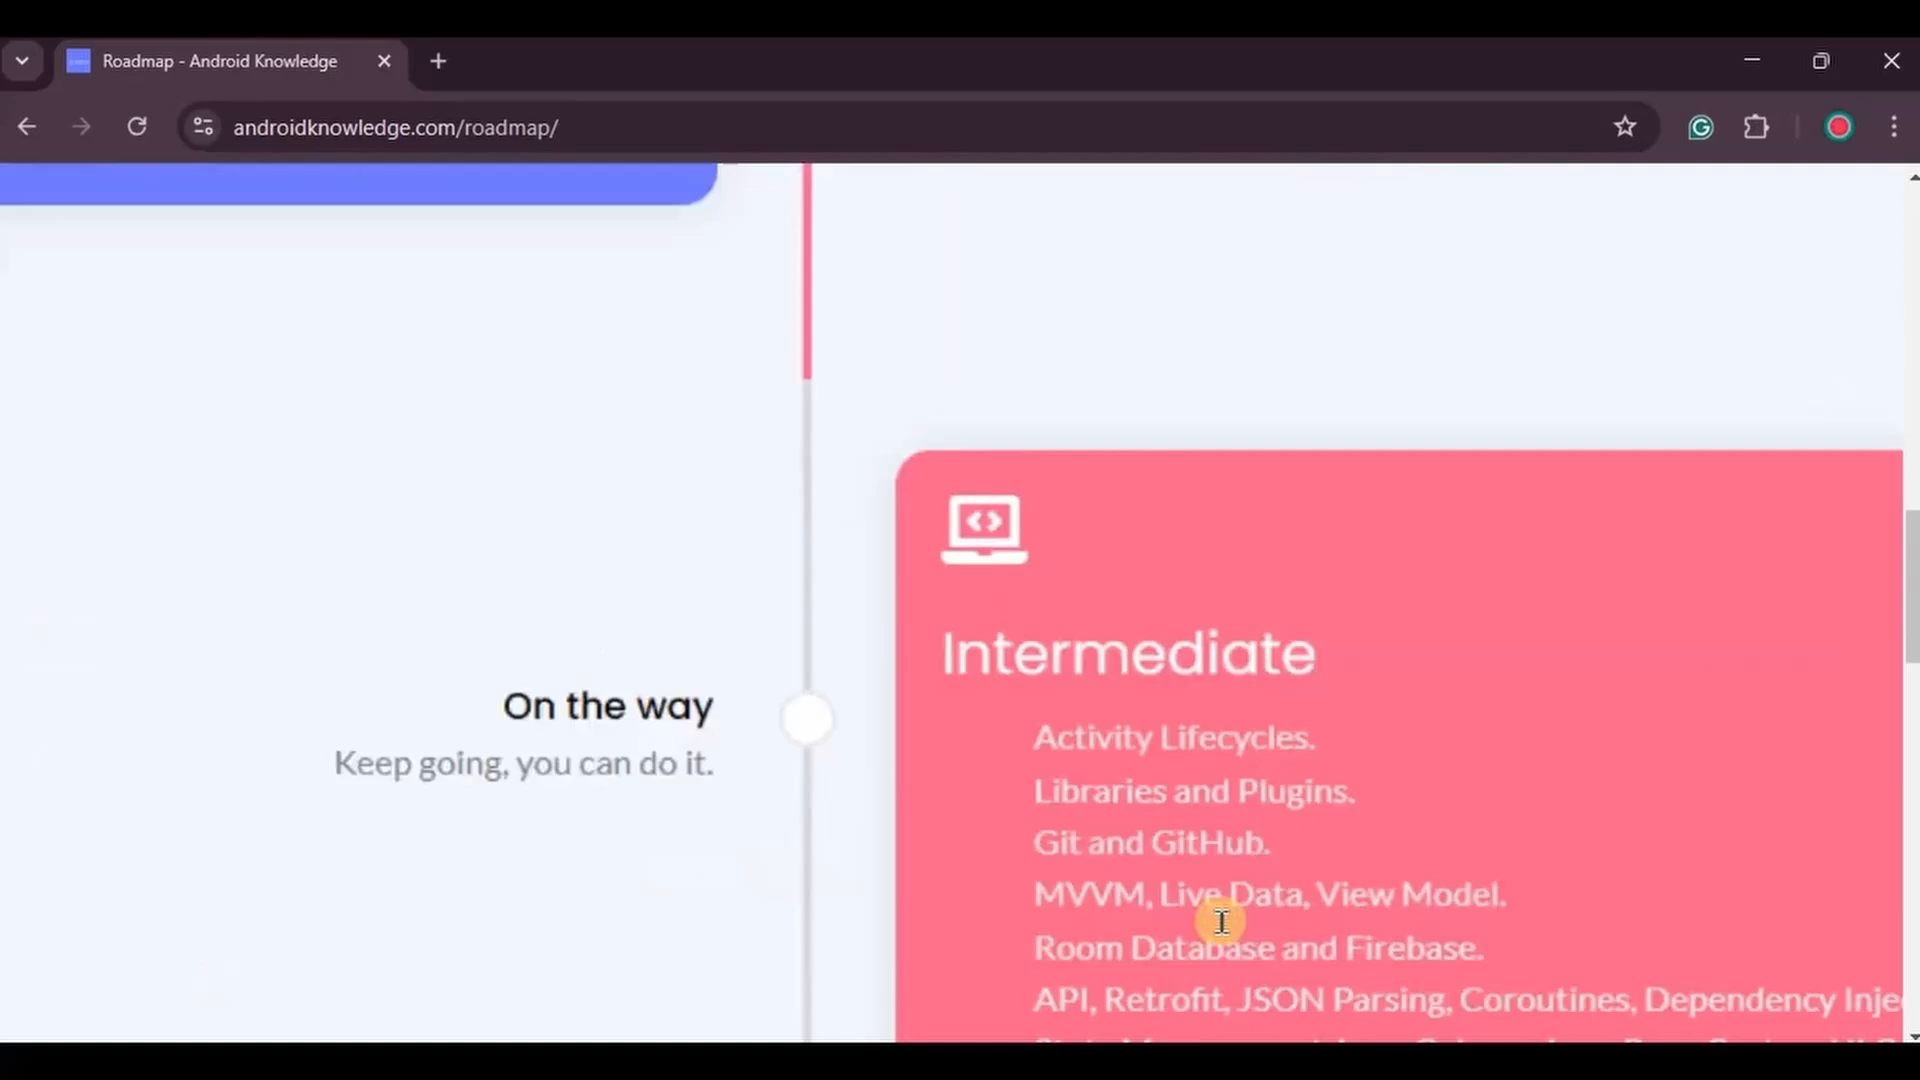 Roadmap - Android Knowledge
androidknowledge.com/roadmap/
Intermediate
On the way
Keep going, you can do it.
Activity Lifecycles.
Libraries and Plugins.
Git and GitHub.
MVVM, Live Data, View Model.
Room Database and Firebase.
API, Retrofit, JSON Parsing, Coroutines, Dependency Inje